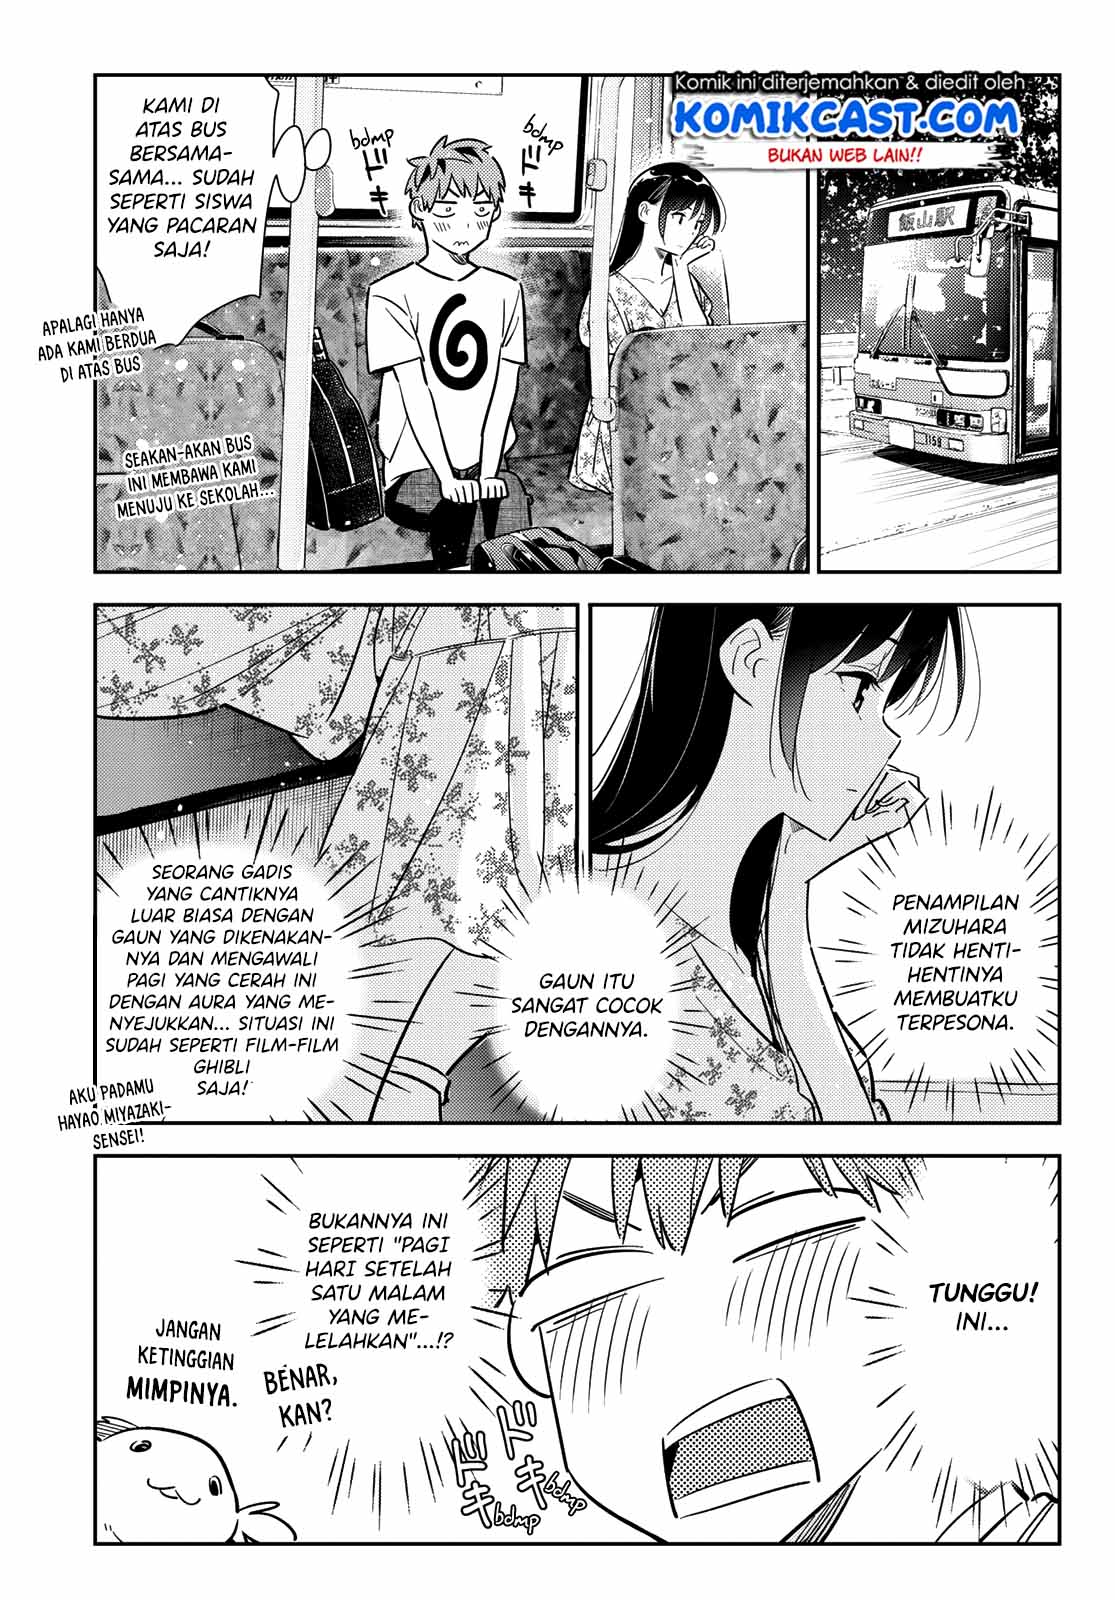 Komik ini diterjemahkan & diedit oleh
KOMIKCAST.COM
BUKAN WEB LAIN!!
飯山駅
1159
KAMI DI
ATAS BUS
BERSAMA-
SAMA... SUDAH
SEPERTI SISWA
YANG PACARAN
SAJA!
bdmp
ドキ
bdmp
ドキ
APALAGI HANYA
ADA KAMI BERDUA
DI ATAS BUS
SEAKAN-AKAN BUS
INI MEMBAWA KAMI
MENUJU KE SEKOLAH...
PENAMPILAN
MIZUHARA
TIDAK HENTI-
HENTINYA
MEMBUATKU
TERPESONA.
GAUN ITU
SANGAT COCOK
DENGANNYA.
SEORANG GADIS
YANG CANTIKNYA
LUAR BIASA DENGAN
GAUN YANG DIKENAKAN-
NYA DAN MENGAWALI
PAGI YANG CERAH INI
DENGAN AURA YANG ME-
NYEJUKKAN... SITUASI INI
SUDAH SEPERTI FILM-FILM
GHIBLI
SAJA!
AKU PADAMU
HAYAO MIYAZAKI-
SENSEI!
TUNGGU!
INI...
BUKANNYA INI
SEPERTI "PAGI
HARI SETELAH
SATU MALAM
YANG ME-
LELAHKAN"...!?
BENAR,
KAN?
JANGAN
KETINGGIAN
MIMPINYA.
ドキ
bdmp
ドキ
bdmp